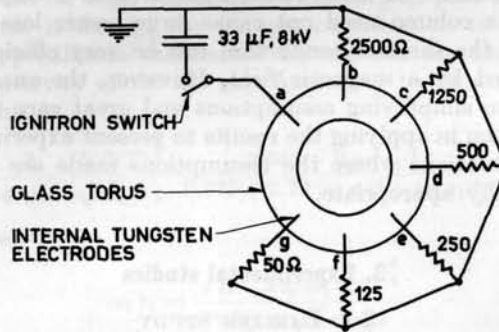 33 µF, 8kV
2500Ω
b
a
c
1250
IGNITRON SWITCH
500
d
GLASS TORUS
INTERNAL TUNGSTEN
ELECTRODES
g
e
250
50Ω
f
125